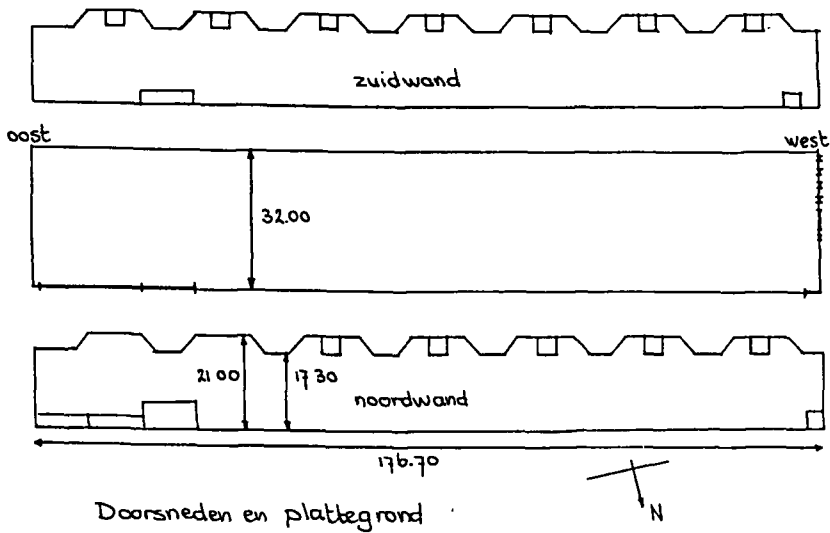 zuidwand
oost
west
32.00
21 00
17 30
noordwand
176.70
Doorsneden en plattegrond
N